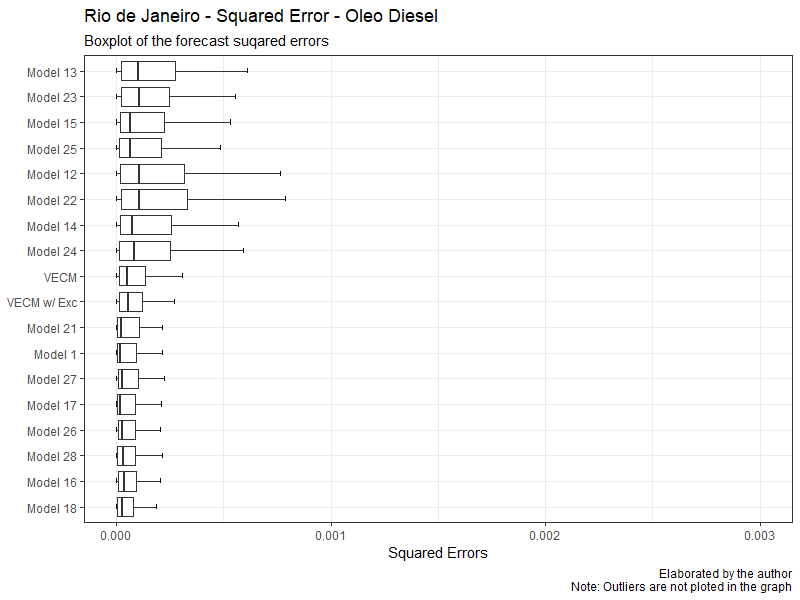 Rio de Janeiro - Squared Error - Oleo Diesel
Boxplot of the forecast suqared errors
Model 13
Model 23
Model 15
Model 25
Model 12
Model 22
Model 14
Model 24
VECM
VECM w/ Exc
Model 21
Model 1
Model 27
Model 17
Model 26
Model 28
Model 16
Model 18
0.000 0.001 0.002 0.003
Squared Errors
Elaborated by the author
Note: Outliers are not ploted in the graph